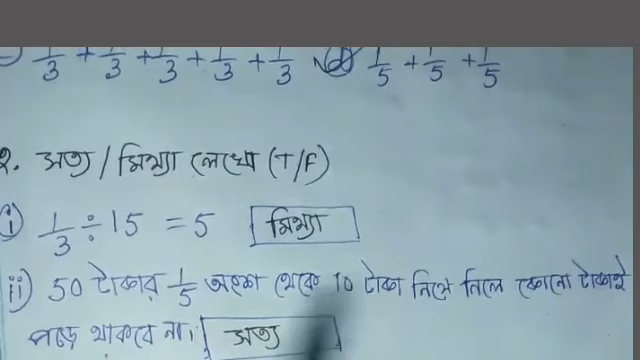 1/3 + 1/3 + 1/3 + 1/3 + 1/3 d) 1/5 + 1/5 + 1/5
২. সত্য / মিথ্যা লেখো (T/F)
i) 1/3 ÷ 15 = 5 মিথ্যা
ii) 50 টাকার 1/5 অংশ থেকে 10 টাকা নিয়ে নিলে কোনো টাকাই
পড়ে থাকবে না। সত্য